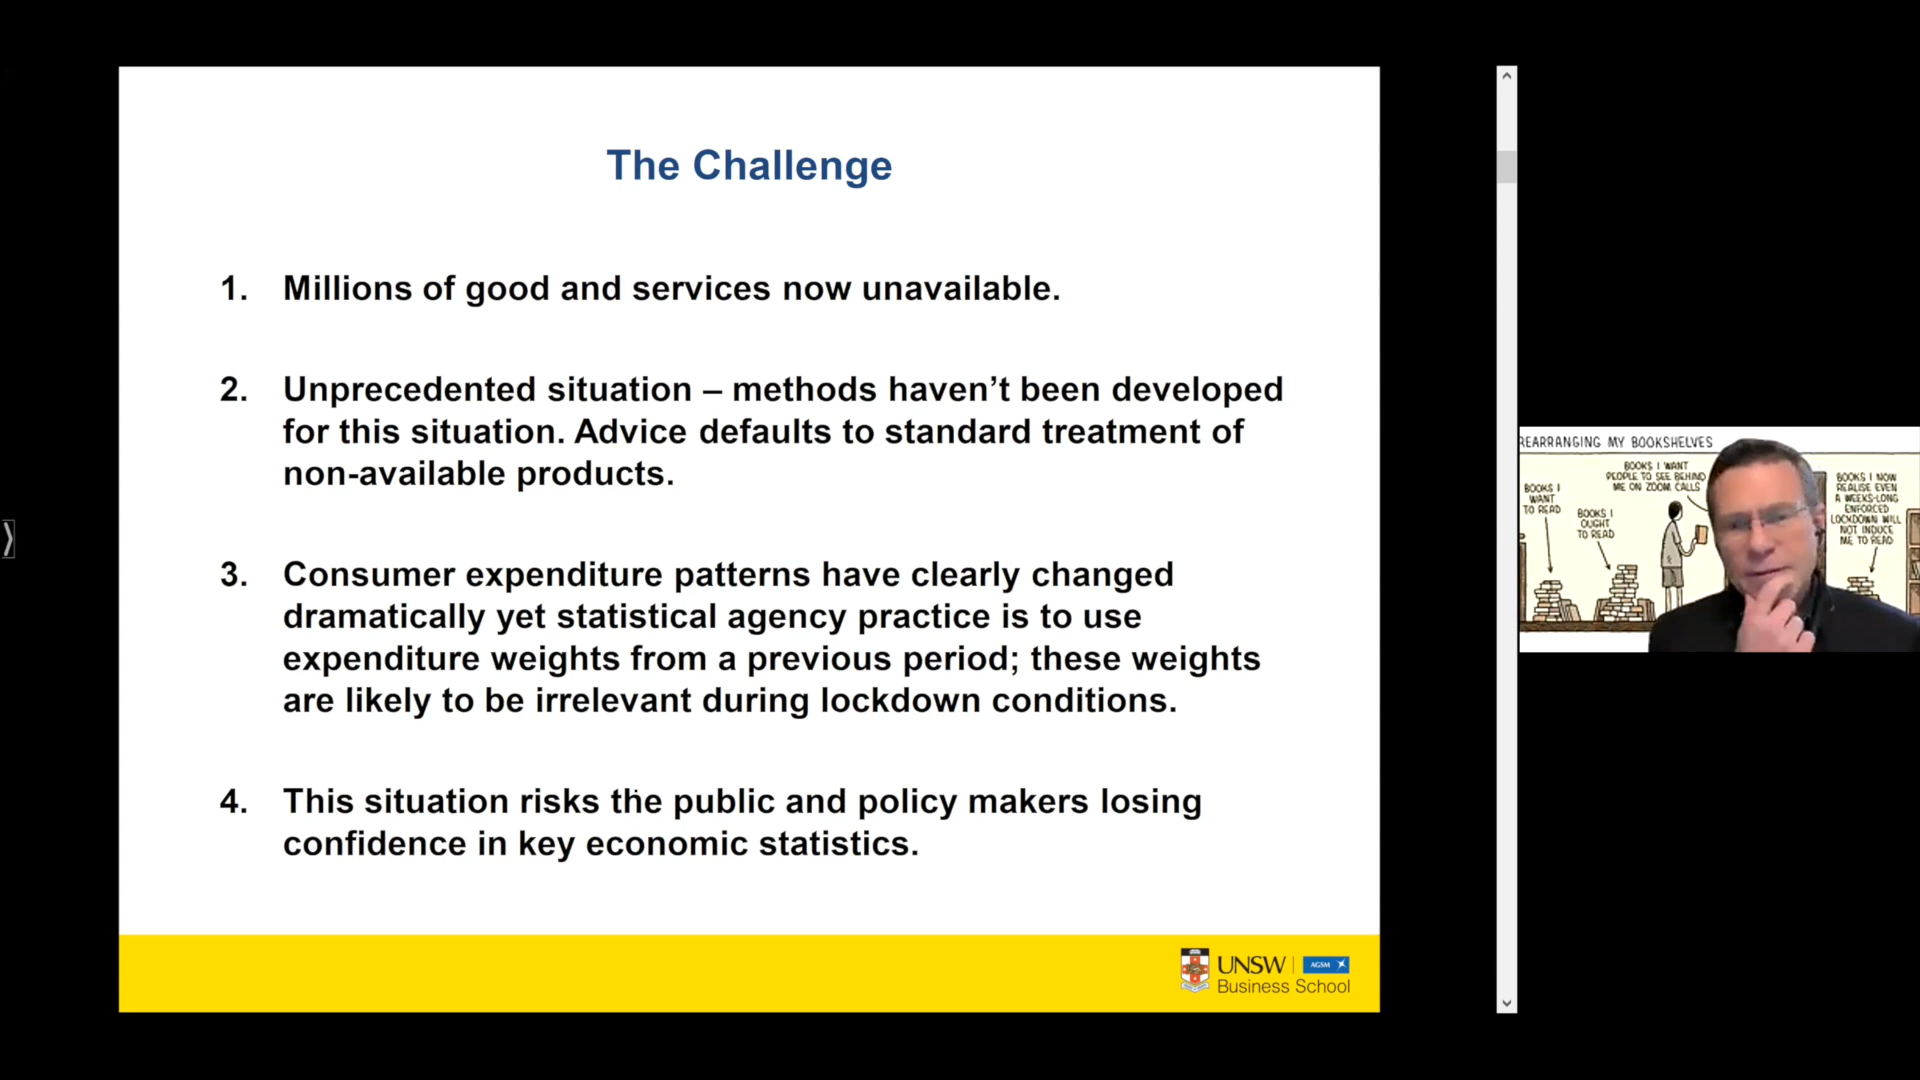 The Challenge
1. Millions of good and services now unavailable.
2. Unprecedented situation – methods haven’t been developed
for this situation. Advice defaults to standard treatment of
non-available products.
3. Consumer expenditure patterns have clearly changed
dramatically yet statistical agency practice is to use
expenditure weights from a previous period; these weights
are likely to be irrelevant during lockdown conditions.
4. This situation risks the public and policy makers losing
confidence in key economic statistics.
UNSW
AGSM
Business School
REARRANGING MY BOOKSHELVES
BOOKS I
WANT
TO READ
BOOKS I
OUGHT
TO READ
BOOKS I WANT
PEOPLE TO SEE BEHIND
ME ON ZOOM CALLS
BOOKS I NOW
REALISE EVEN
A WEEKS-LONG
ENFORCED
LOCKDOWN WILL
NOT INDUCE
ME TO READ